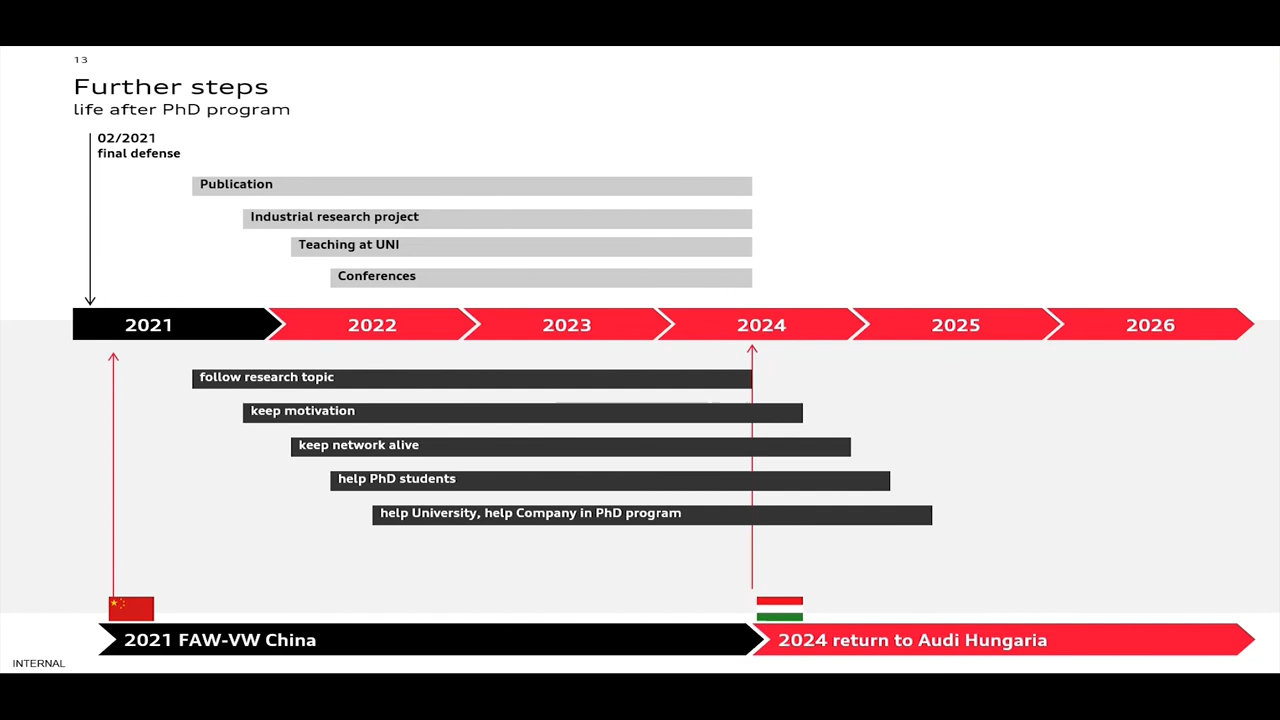 13
Further steps
life after PhD program
02/2021
final defense
Publication
Industrial research project
Teaching at UNI
Conferences
2021 2022 2023 2024 2025 2026
follow research topic
keep motivation
keep network alive
help PhD students
help University, help Company in PhD program
2021 FAW-VW China 2024 return to Audi Hungaria
INTERNAL